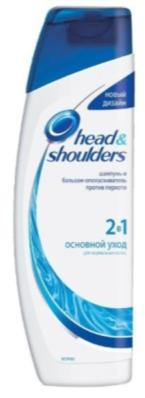 НОВЫЙ
ДИЗАЙН
head&
shoulders
шампунь и
бальзам ополаскиватель
против перхоти
2в1
основной уход